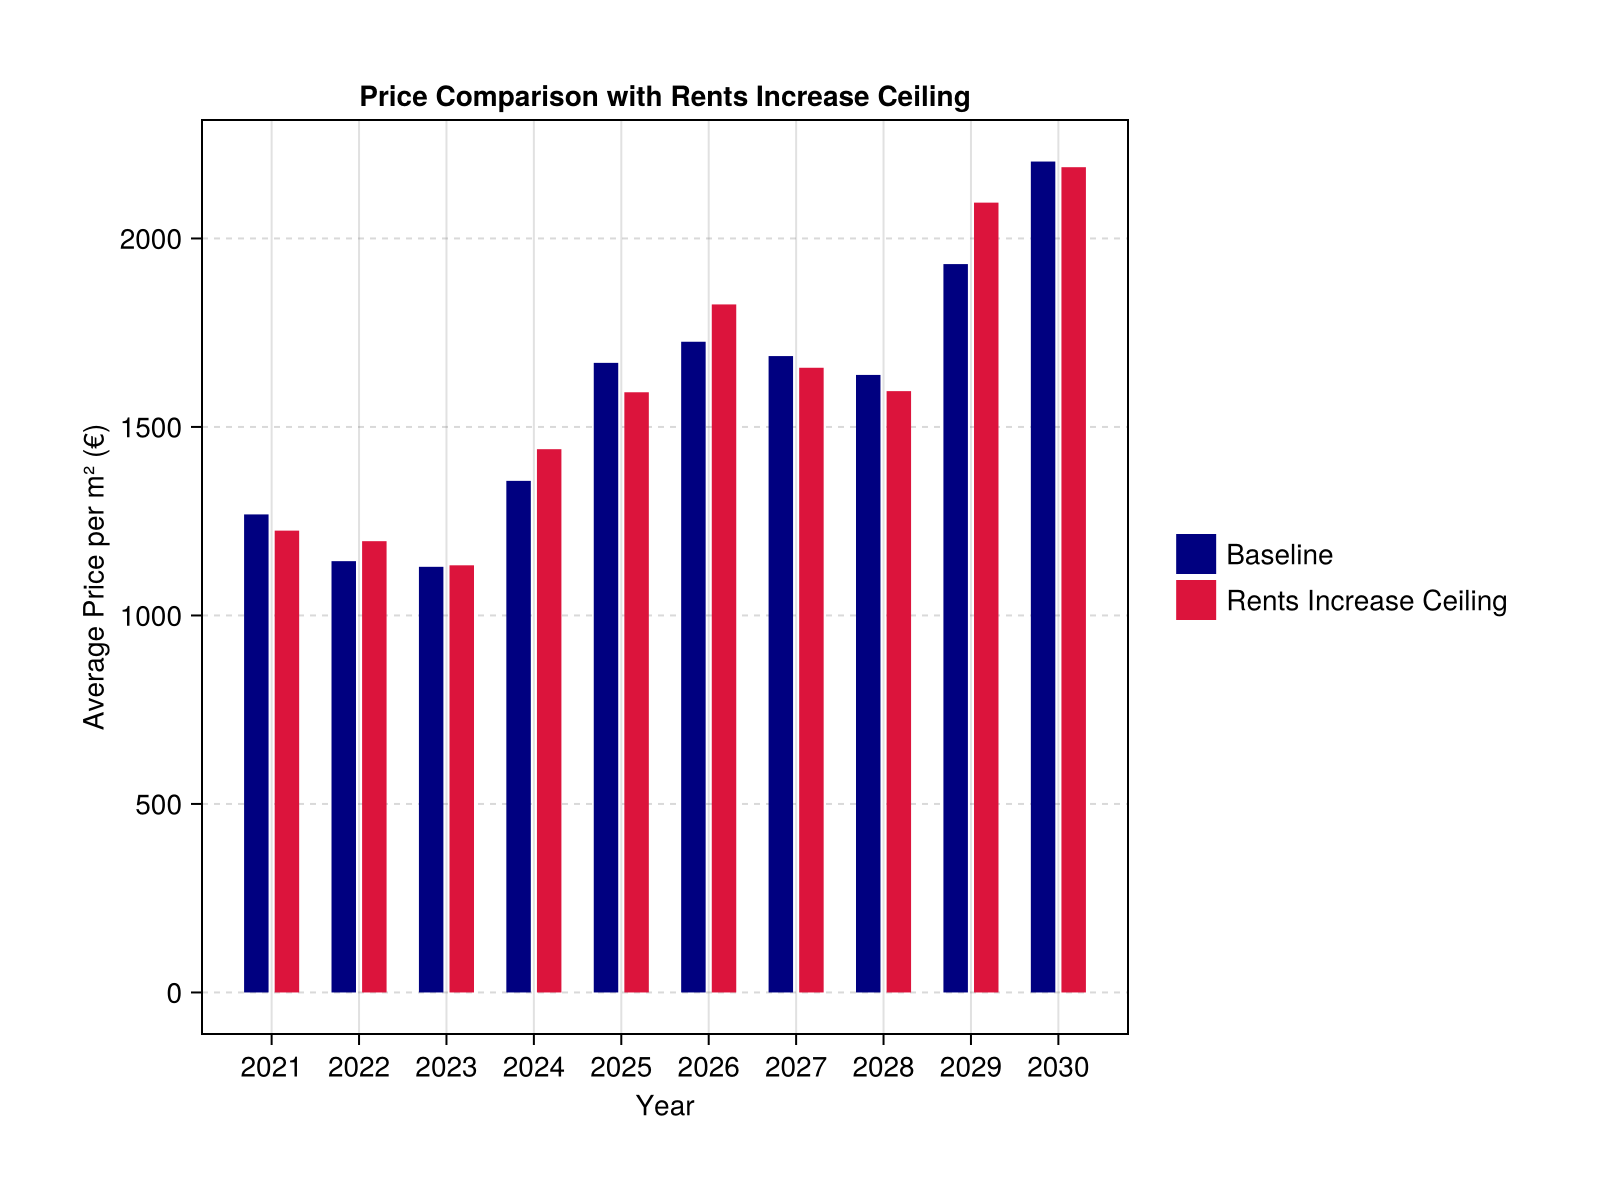 Price Comparison with Rents Increase Ceiling
Average Price per m² (€)
2000
1500
1000
500
0
2021 2022 2023 2024 2025 2026 2027 2028 2029 2030
Year
Baseline
Rents Increase Ceiling